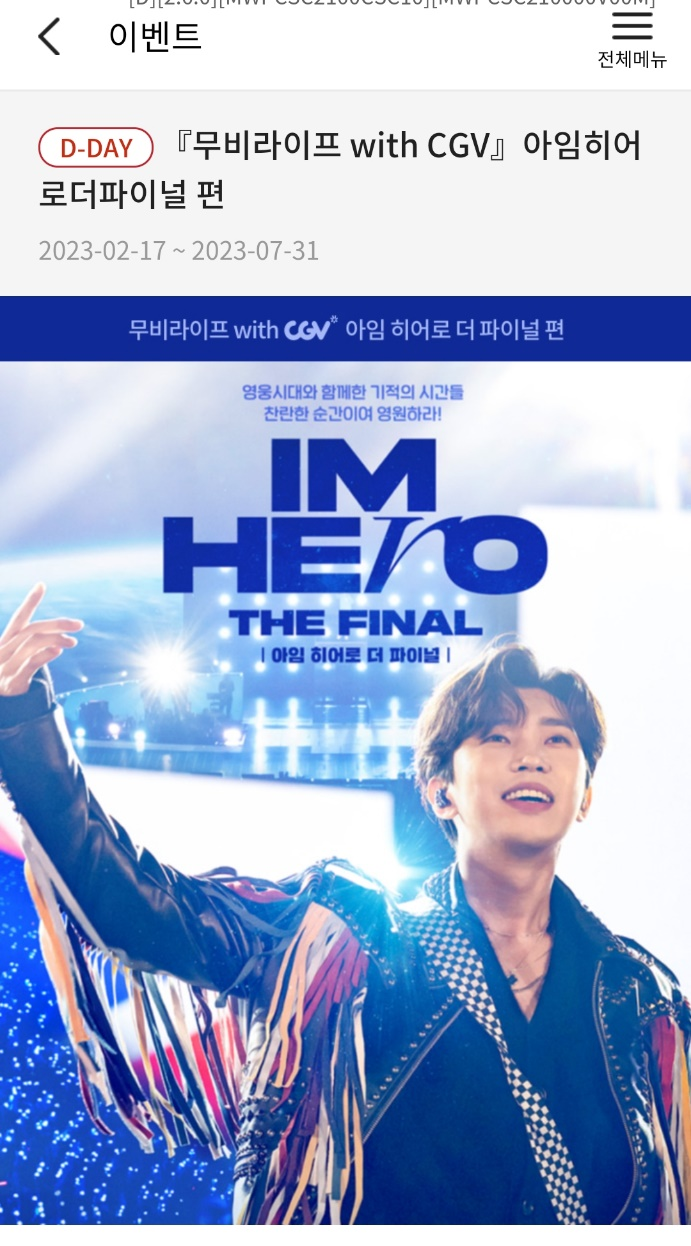 이벤트
전체메뉴
D-DAY 『무비라이프 with CGV』 아임히어
로더파이널 편
2023-02-17 ~ 2023-07-31
무비라이프 with CGV 아임 히어로 더 파이널 편
영웅시대와 함께한 기적의 시간들
찬란한 순간이여 영원하라!
IM
HERO
THE FINAL
| 아임 히어로 더 파이널 |